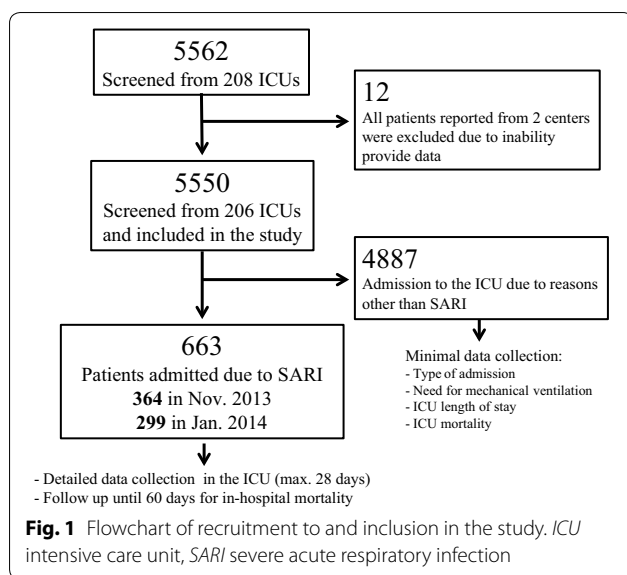 5562
Screened from 208 ICUs
12
All patients reported from 2 centers
were excluded due to inability
provide data
5550
Screened from 206 ICUs
and included in the study
4887
Admission to the ICU due to reasons
other than SARI
663
Patients admitted due to SARI
364 in Nov. 2013
299 in Jan. 2014
Minimal data collection:
- Type of admission
- Need for mechanical ventilation
- ICU length of stay
- ICU mortality
- Detailed data collection in the ICU (max. 28 days)
- Follow up until 60 days for in-hospital mortality
Fig. 1 Flowchart of recruitment to and inclusion in the study. ICU
intensive care unit, SARI severe acute respiratory infection